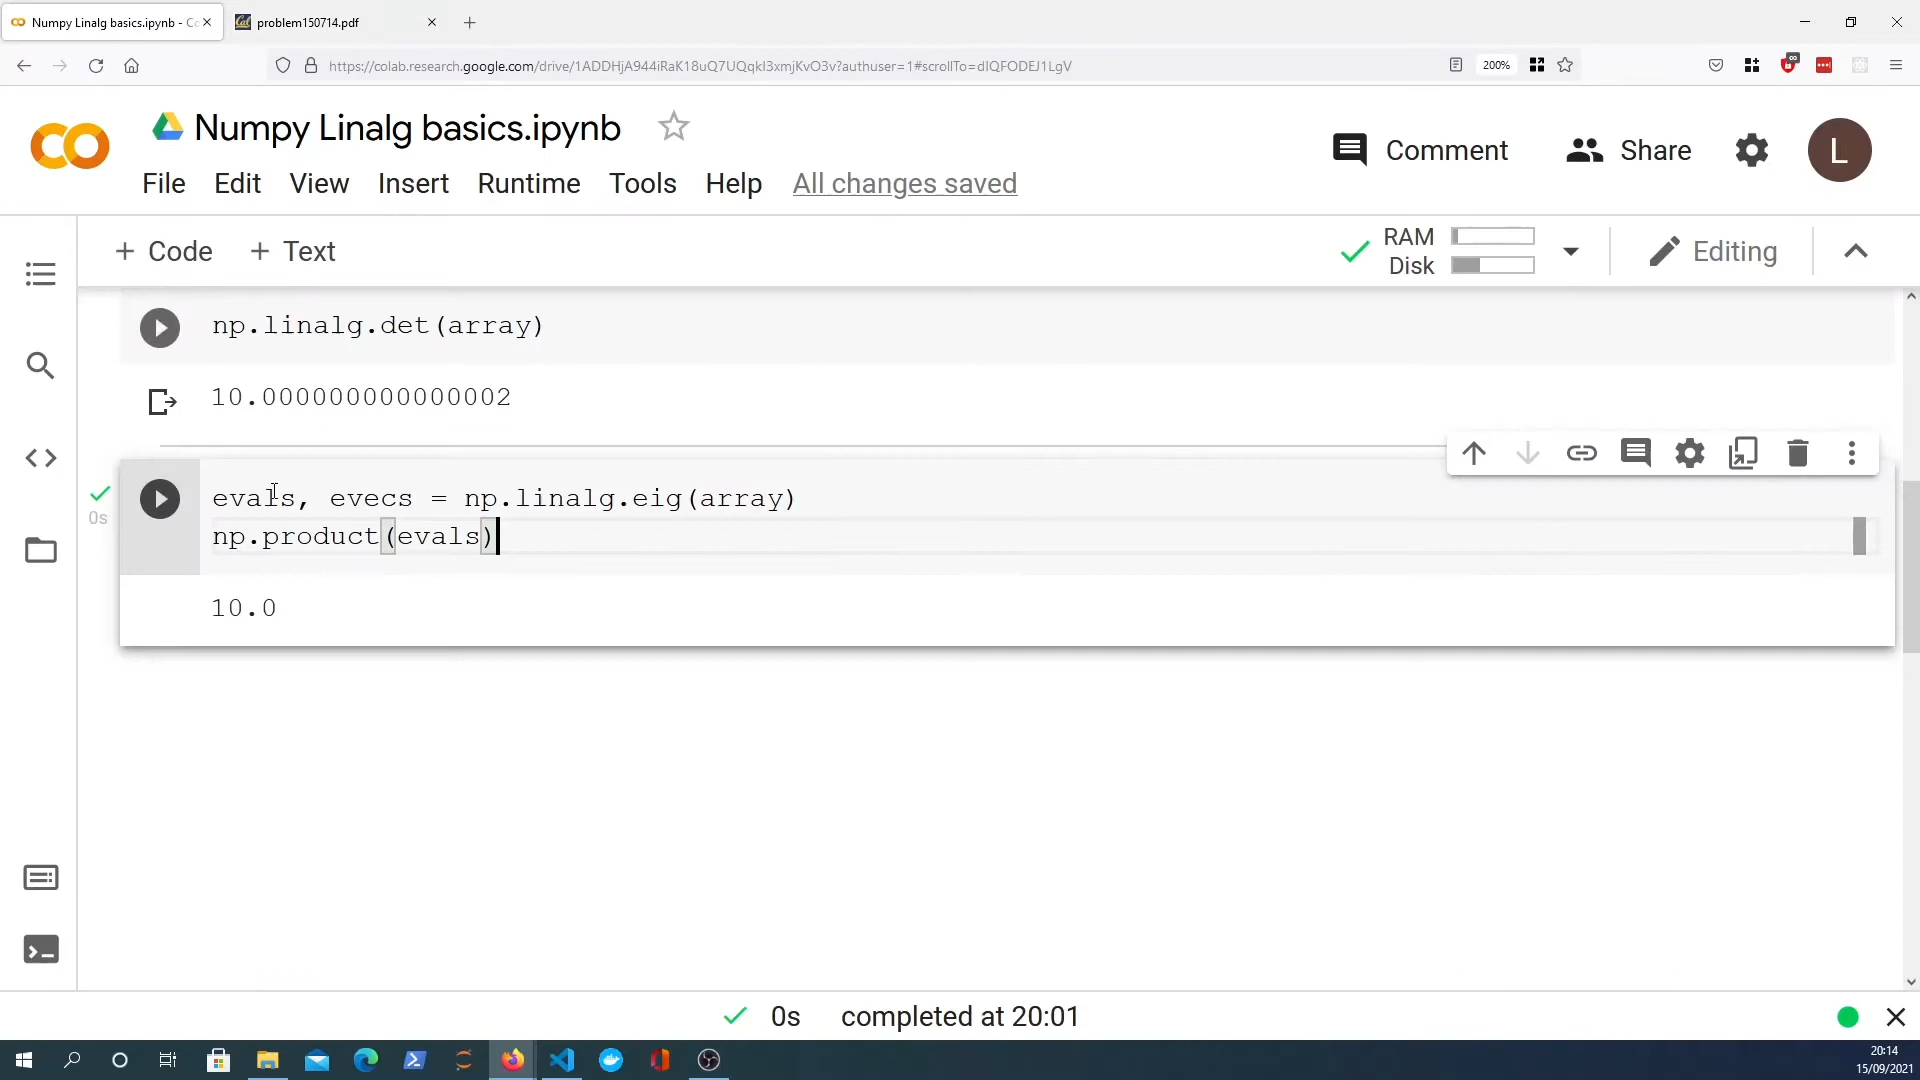 Numpy Linalg basics.ipynb - Co
problem150714.pdf
https://colab.research.google.com/drive/1ADDHjA944iRaK18uQ7UQqkI3xmjKvO3v?authuser=1#scrollTo=dIQFODEJ1LgV
200%
Numpy Linalg basics.ipynb
Comment
Share
L
File Edit View Insert Runtime Tools Help All changes saved
+ Code + Text
RAM
Disk
Editing
np.linalg.det(array)
10.000000000000002
evals, evecs = np.linalg.eig(array)
0s
np.product(evals)
10.0
0s completed at 20:01
20:14
15/09/2021